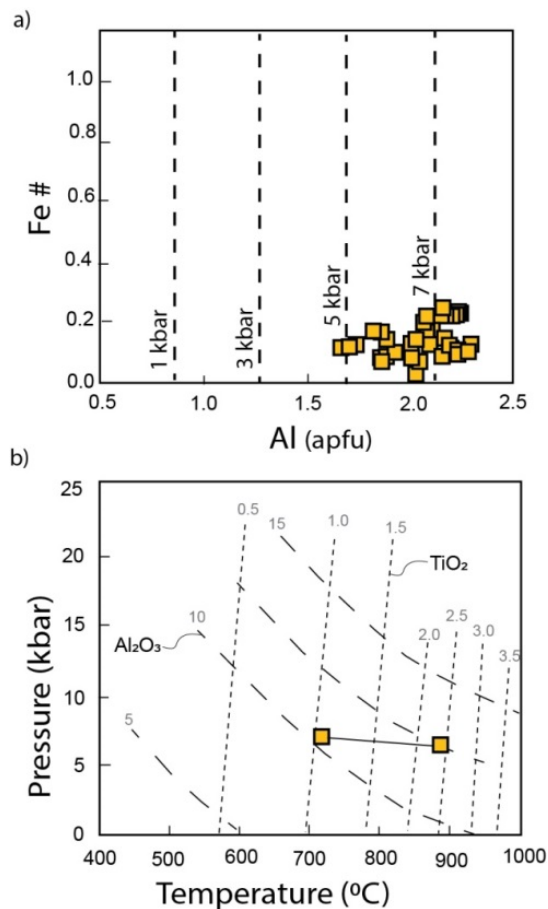 a)
Fe #
1.0
0.8
0.6
0.4
0.2
0.0
1 kbar
3 kbar
5 kbar
7 kbar
0.5
1.0
1.5
2.0
2.5
Al (apfu)
b)
Pressure (kbar)
25
20
15
10
5
0
0.5
15
1.0
1.5
TiO₂
2.0
2.5
3.0
3.5
10
Al₂O₃
5
400
500
600
700
800
900
1000
Temperature (⁰C)